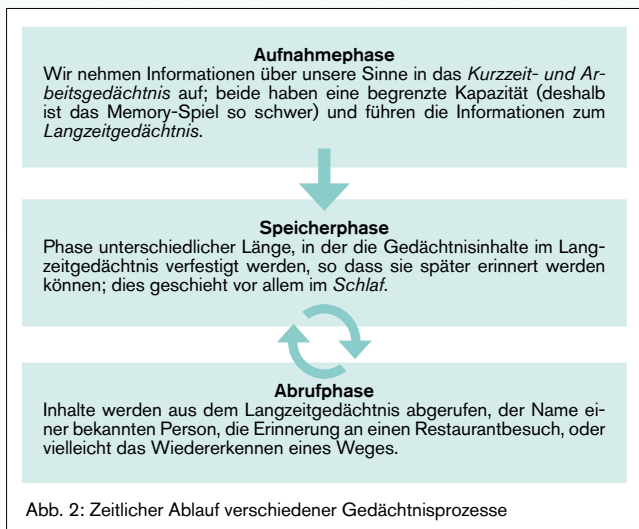 Aufnahmephase
Wir nehmen Informationen über unsere Sinne in das Kurzzeit- und Ar-
beitsgedächtnis auf; beide haben eine begrenzte Kapazität (deshalb
ist das Memory-Spiel so schwer) und führen die Informationen zum
Langzeitgedächtnis.
Speicherphase
Phase unterschiedlicher Länge, in der die Gedächtnisinhalte im Lang-
zeitgedächtnis verfestigt werden, so dass sie später erinnert werden
können; dies geschieht vor allem im Schlaf.
Abrufphase
Inhalte werden aus dem Langzeitgedächtnis abgerufen, der Name ei-
ner bekannten Person, die Erinnerung an einen Restaurantbesuch, oder
vielleicht das Wiedererkennen eines Weges.
Abb. 2: Zeitlicher Ablauf verschiedener Gedächtnisprozesse